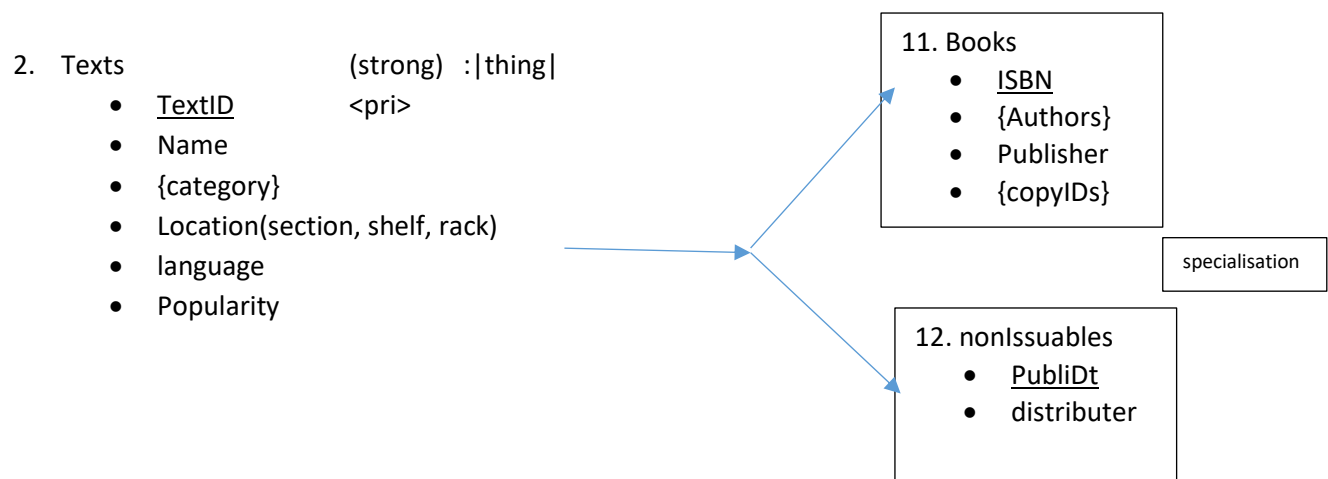 2. Texts (strong) :|thing|
• TextID <pri>
• Name
• {category}
• Location(section, shelf, rack)
• language
• Popularity
11. Books
• ISBN
• {Authors}
• Publisher
• {copyIDs}
specialisation
12. nonIssuables
• PubliDt
• distributer